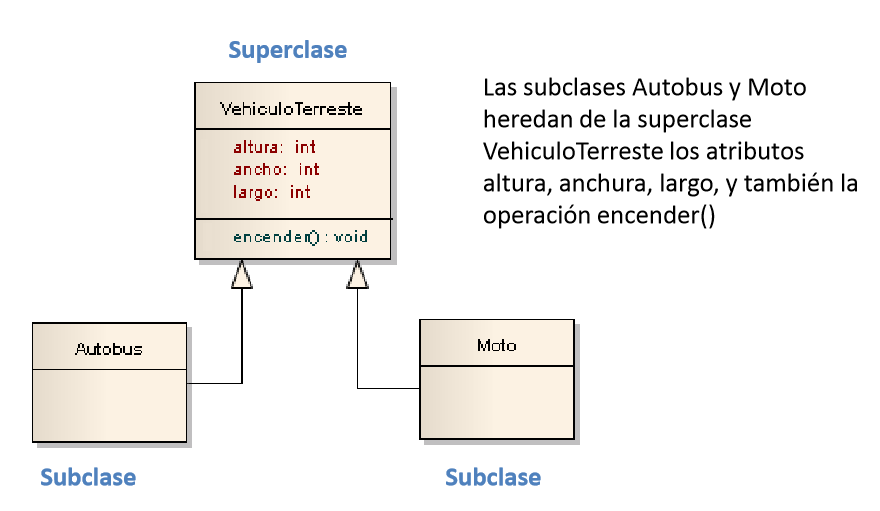 Superclase
VehiculoTerreste
altura: int
ancho: int
largo: int
encender() : void
Las subclases Autobus y Moto
heredan de la superclase
VehiculoTerreste los atributos
altura, anchura, largo, y también la
operación encender()
Autobus
Moto
Subclase
Subclase